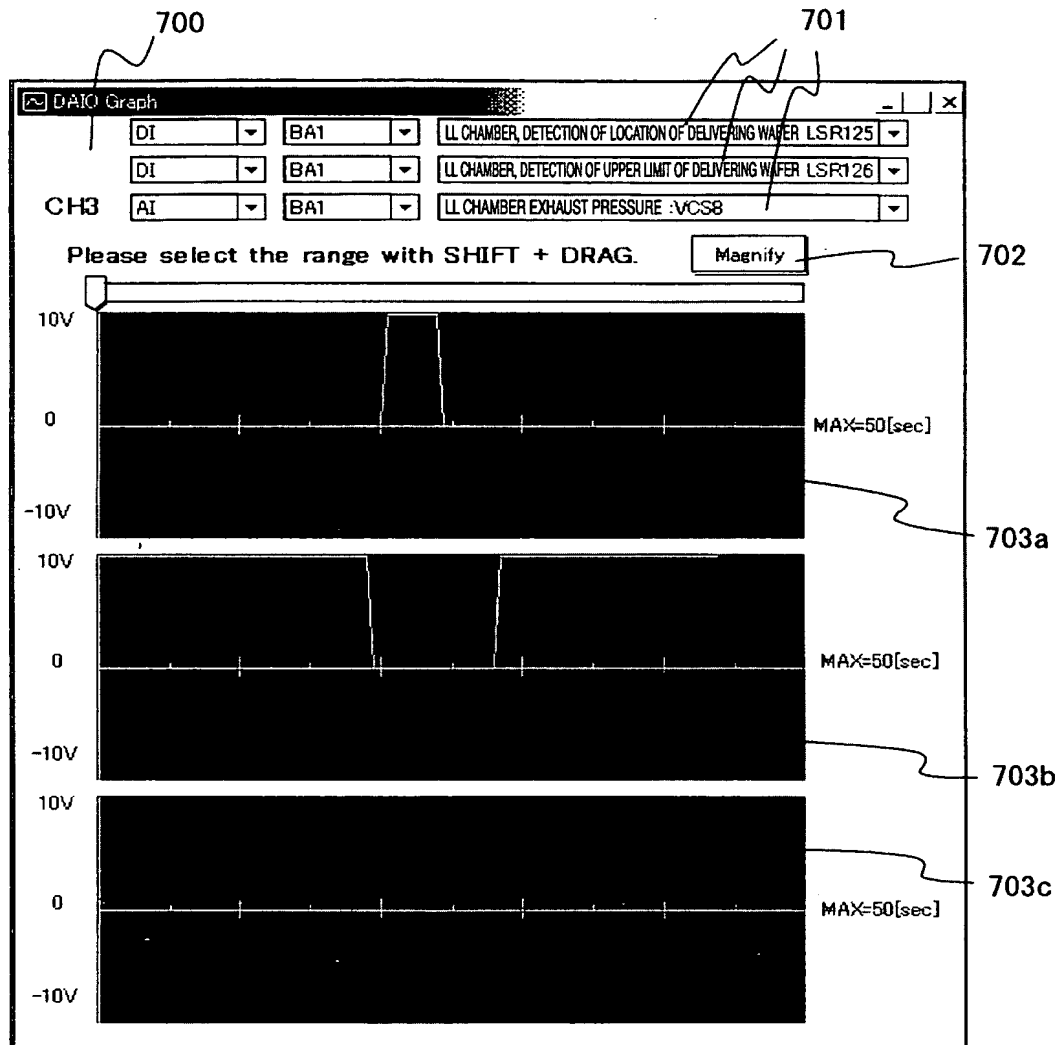 700
701
DAIO Graph
DI BA1 LL CHAMBER, DETECTION OF LOCATION OF DELIVERING WAFER LSR125
DI BA1 LL CHAMBER, DETECTION OF UPPER LIMIT OF DELIVERING WAFER LSR126
CH3 AI BA1 LL CHAMBER EXHAUST PRESSURE :VCS8
Please select the range with SHIFT + DRAG. Magnify
702
10V
0
MAX=50[sec]
-10V
703a
10V
0
MAX=50[sec]
-10V
703b
10V
703c
0
MAX=50[sec]
-10V